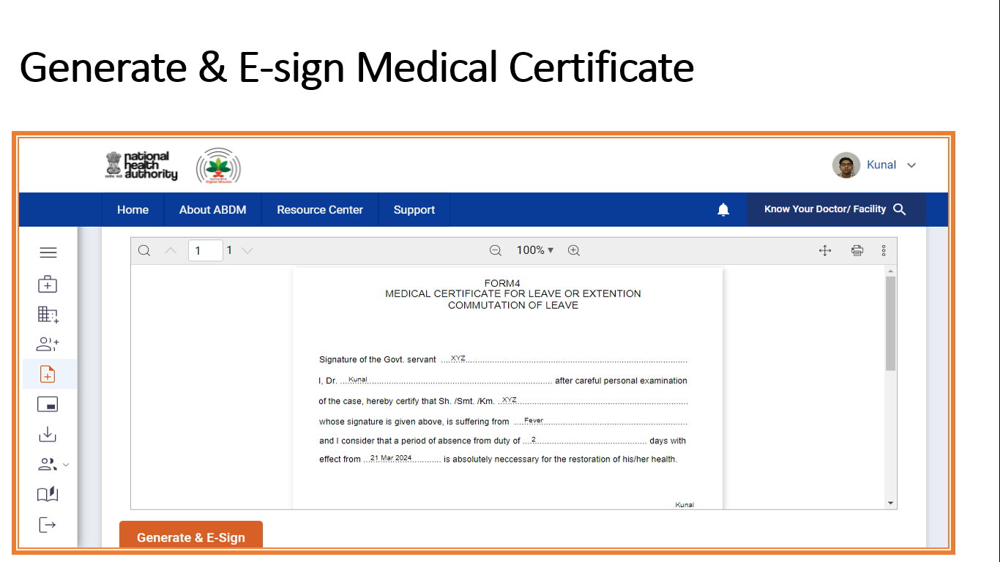 Generate & E-sign Medical Certificate
national
health
authority
Digital Mission
Kunal
Home About ABDM Resource Center Support Know Your Doctor/ Facility
1 1 100%
FORM4
MEDICAL CERTIFICATE FOR LEAVE OR EXTENTION
COMMUTATION OF LEAVE
Signature of the Govt. servant ....XYZ....
I, Dr. ....Kunal.... after careful personal examination
of the case, hereby certify that Sh. /Smt. /Km. ..XYZ....
whose signature is given above, is suffering from ....Fever....
and I consider that a period of absence from duty of ....2.... days with
effect from ...21 Mar 2024.... is absolutely neccessary for the restoration of his/her health.
Kunal
Generate & E-Sign